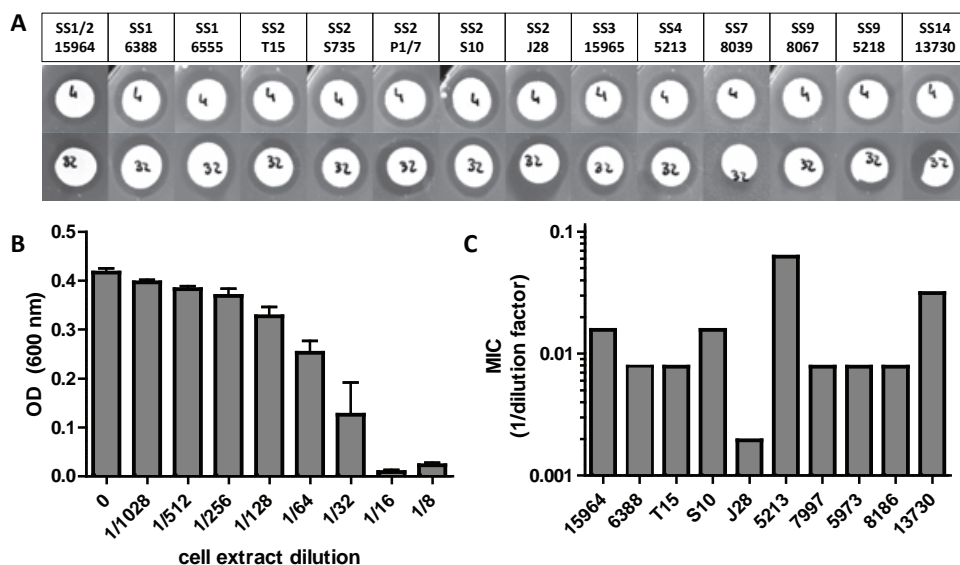 A
SS1/2 SS1 SS1 SS2 SS2 SS2 SS2 SS2 SS3 SS4 SS7 SS9 SS9 SS14
15964 6388 6555 T15 S735 P1/7 S10 J28 15965 5213 8039 8067 5218 13730
4 4 4 4 4 4 4 4 4 4 4 4 4 4
32 32 32 32 32 32 32 32 32 32 32 32 32 32
B
OD (600 nm)
0.5
0.4
0.3
0.2
0.1
0.0
0 1/1028 1/512 1/256 1/128 1/64 1/32 1/16 1/8
cell extract dilution
C
MIC
(1/dilution factor)
0.1
0.01
0.001
15964 6388 T15 S10 J28 5213 7997 5973 8186 13730